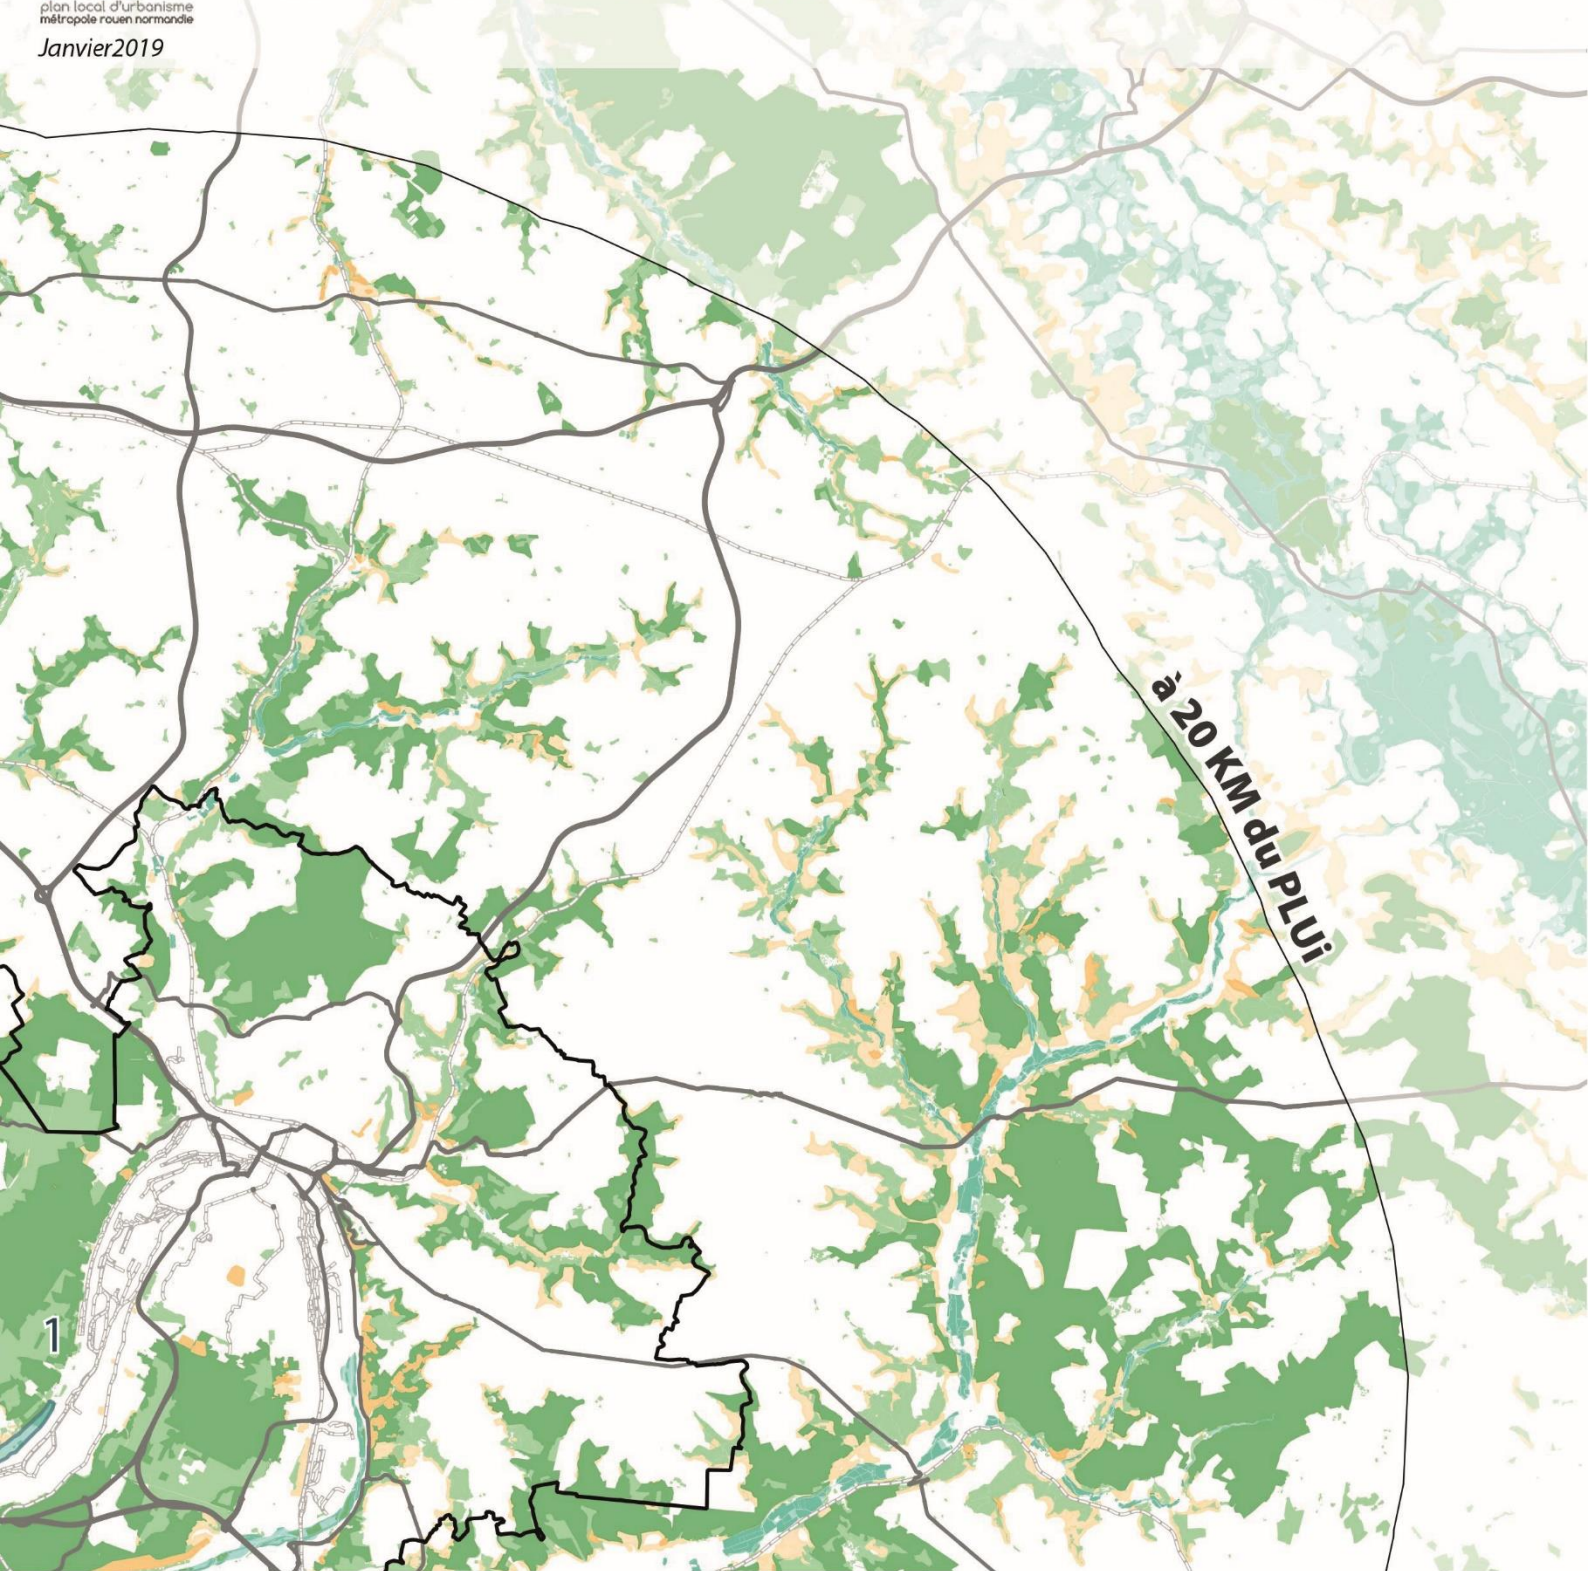 plan local d'urbanisme
métropole rouen normandie
Janvier2019
à 20 KM du PLUi
1